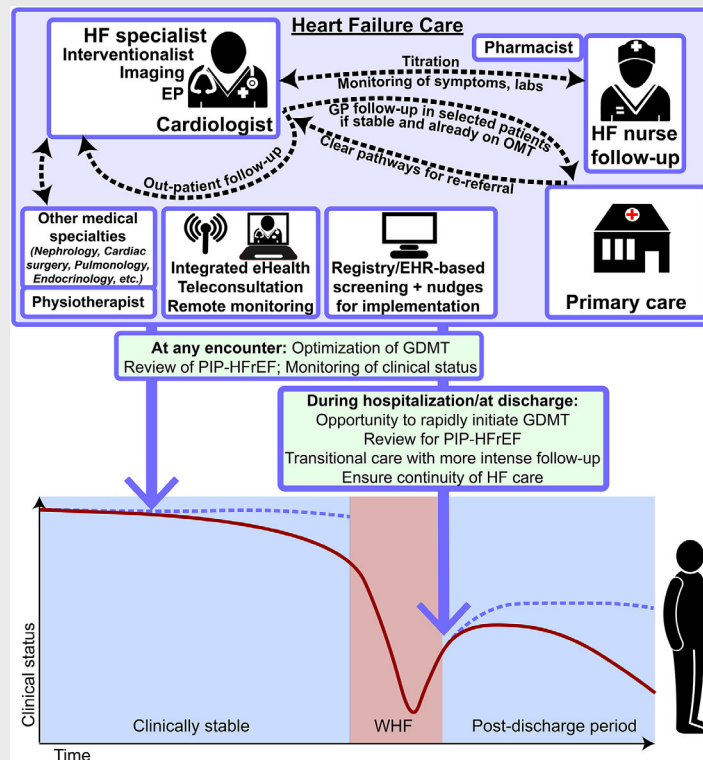 Heart Failure Care
HF specialist
Interventionalist
Imaging
EP
Cardiologist
Pharmacist
HF nurse
follow-up
Titration
Monitoring of symptoms, labs
GP follow-up in selected patients
if stable and already on OMT
Clear pathways for re-referral
Out-patient follow-up
Other medical
specialties
(Nephrology, Cardiac
surgery, Pulmonology,
Endocrinology, etc.)
Physiotherapist
Integrated eHealth
Teleconsultation
Remote monitoring
Registry/EHR-based
screening + nudges
for implementation
Primary care
At any encounter: Optimization of GDMT
Review of PIP-HFrEF; Monitoring of clinical status
During hospitalization/at discharge:
Opportunity to rapidly initiate GDMT
Review for PIP-HFrEF
Transitional care with more intense follow-up
Ensure continuity of HF care
Clinical status
Clinically stable
WHF
Post-discharge period
Time